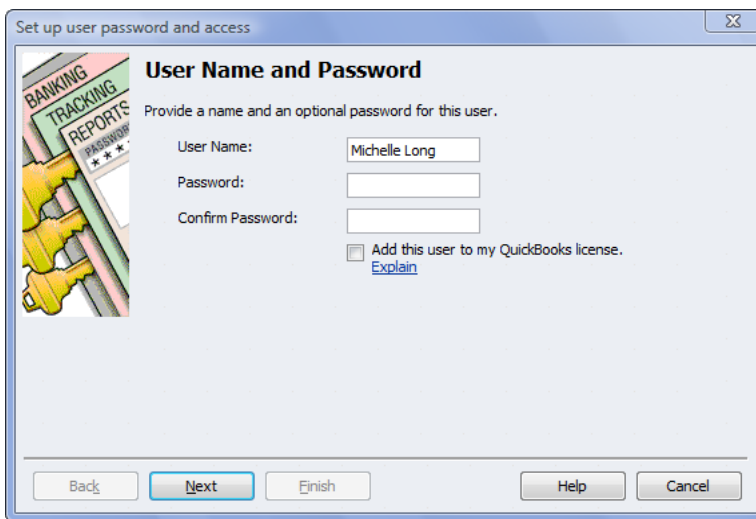 Set up user password and access
BANKING
TRACKING
REPORTS
User Name and Password
Provide a name and an optional password for this user.
User Name:
Michelle Long
Password:
Confirm Password:
Add this user to my QuickBooks license.
Explain
Back
Next
Finish
Help
Cancel